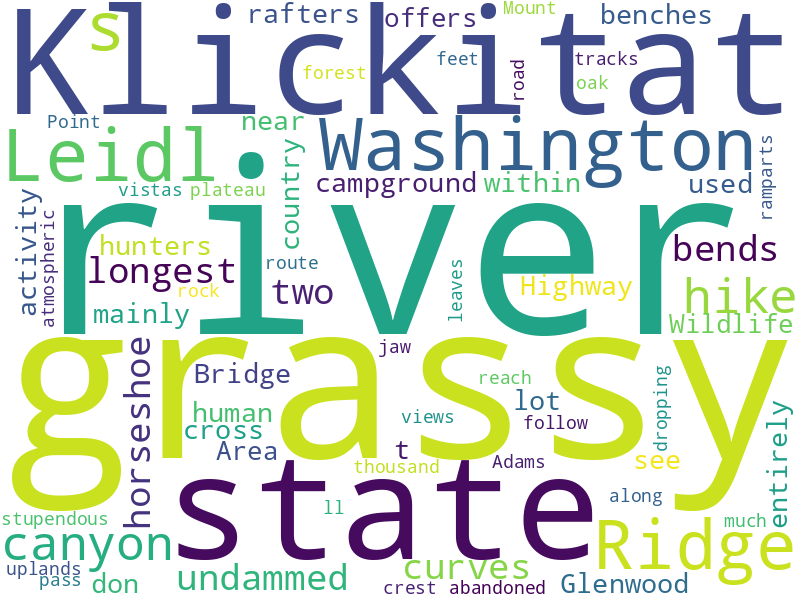 Klickitat
s
rafters
offers
Mount
benches
forest
feet
road
tracks
oak
Point
near
Leidl
Washington
country
vistas
plateau
campground
within
used
ramparts
river
activity
atmospheric
hunters
longest
route
rock
two
mainly
leaves
Highway
bends
hike
Wildlife
grassy
horseshoe
jaw
Bridge
reach
human
cross
Area
views
lot
follow
t
dropping
thousand
Adams
see
entirely
state
ll
along
stupendous
much
canyon
Ridge
uplands
pass
don
undammed
curves
crest
abandoned
Glenwood